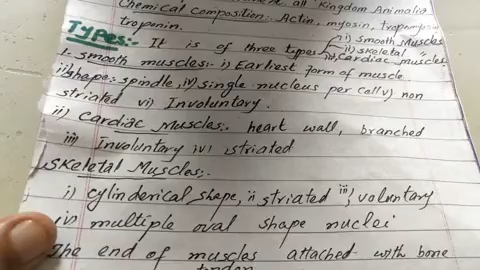 Chemical Composition:- Actin, myosin, tropomyosin
tropenin.
Types:- It is of three types i) smooth Muscles
ii) skeletal "
iii) cardiac muscles.
1. smooth muscles:- i) Earliest form of muscle
ii) shape:- spindle, iv) single nucleus per cell v) non
striated vi) Involuntary.
ii) Cardiac Muscles:- heart wall, branched
iii) Involuntary iv) striated
Skeletal Muscles:-
i) cylinderical shape, ii striated iii) voluntary
iv) multiple oval shape nuclei
The end of muscles attached with bone